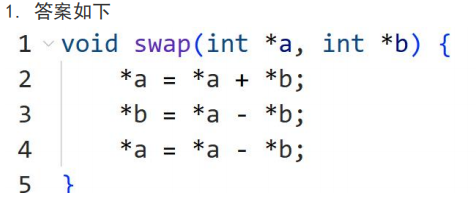 1. 答案如下
1 void swap(int *a, int *b) {
2     *a = *a + *b;
3     *b = *a - *b;
4     *a = *a - *b;
5 }